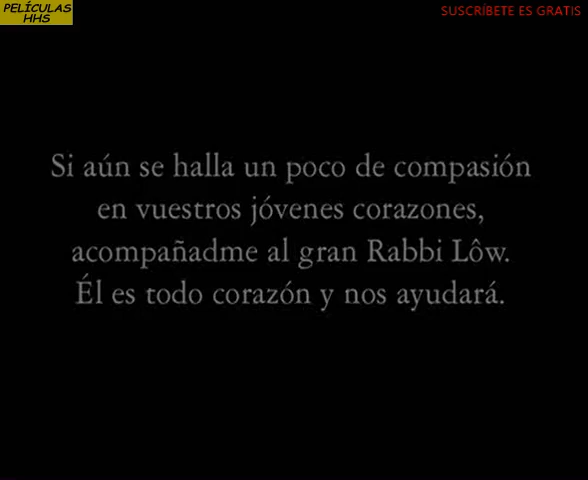 PELÍCULAS
HHS
SUSCRÍBETE ES GRATIS
Si aún se halla un poco de compasión
en vuestros jóvenes corazones,
acompañadme al gran Rabbi Lôw.
Él es todo corazón y nos ayudará.